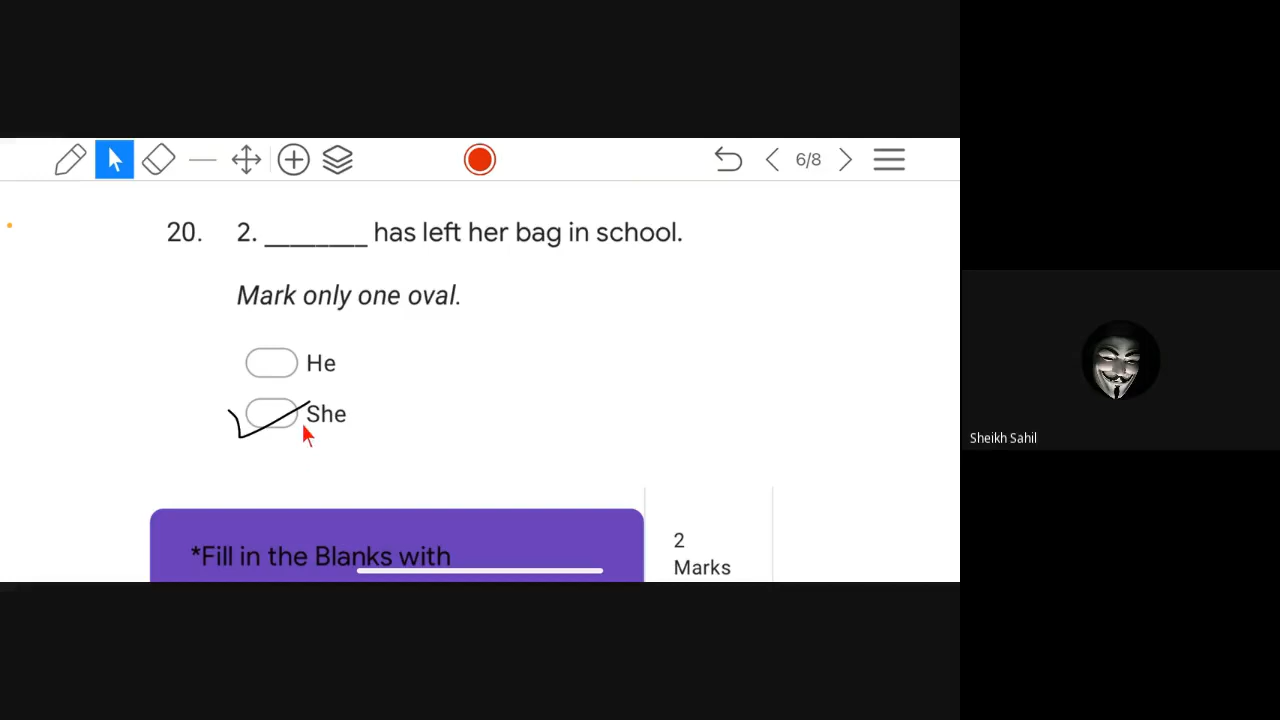 6/8
20. 2. ________ has left her bag in school.
Mark only one oval.
He
She
*Fill in the Blanks with
2
Marks
Sheikh Sahil